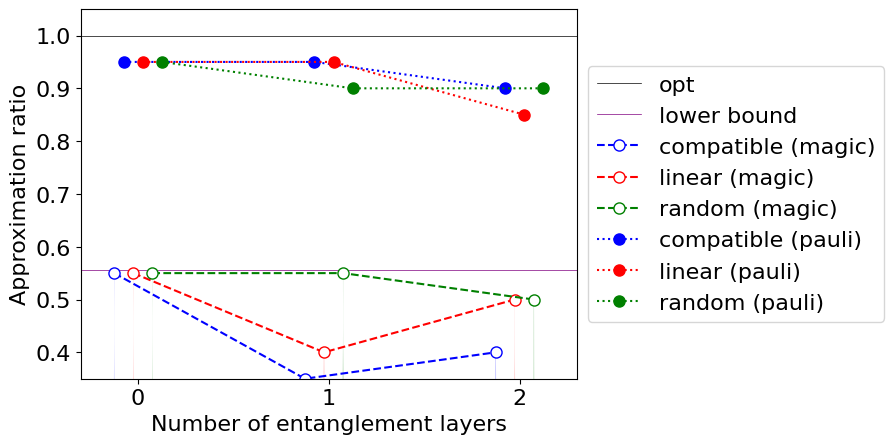 1.0
0.9
0.8
0.7
0.6
0.5
0.4
Approximation ratio
0
1
2
Number of entanglement layers
opt
lower bound
compatible (magic)
linear (magic)
random (magic)
compatible (pauli)
linear (pauli)
random (pauli)